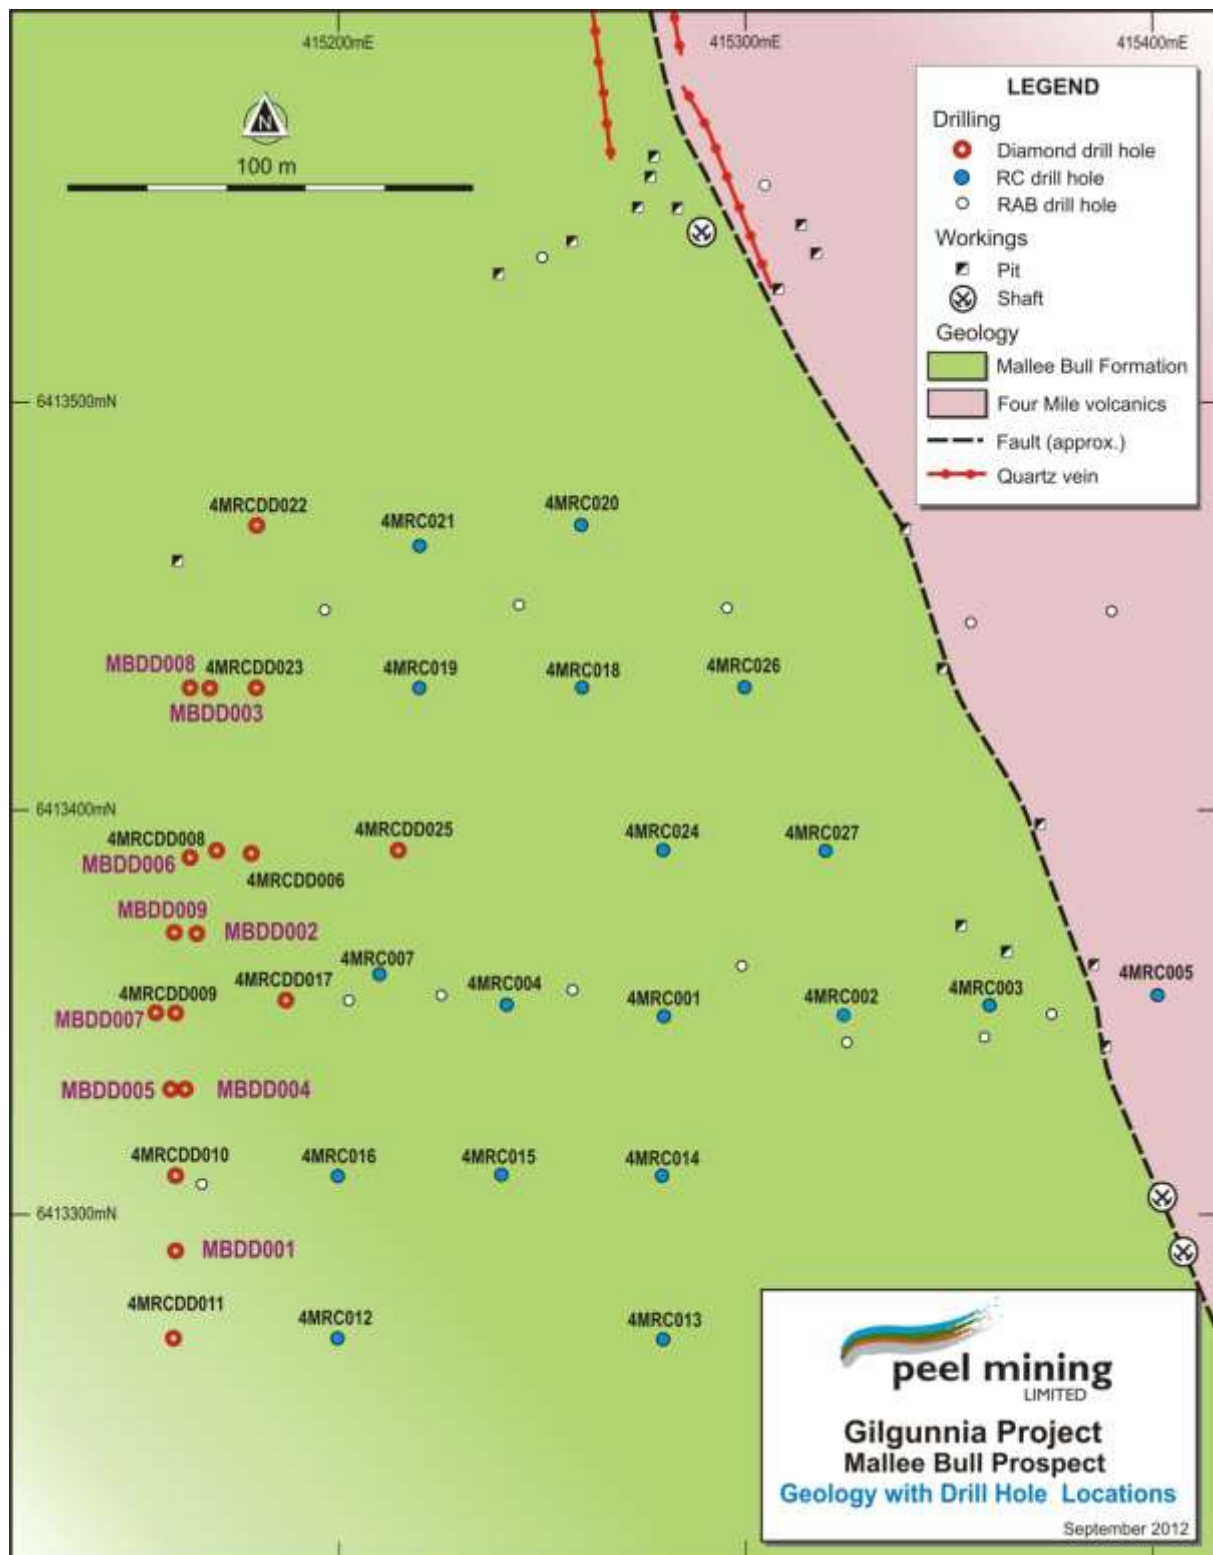 415200mE
415300mE
415400mE
N
100 m
LEGEND
Drilling
Diamond drill hole
RC drill hole
RAB drill hole
Workings
Pit
Shaft
Geology
Mallee Bull Formation
Four Mile volcanics
Fault (approx.)
Quartz vein
6413500mN
4MRCDD022
4MRC021
4MRC020
MBDD008
4MRCDD023
4MRC019
4MRC018
4MRC026
MBDD003
6413400mN
4MRCDD008
4MRCDD025
4MRC024
4MRC027
MBDD006
4MRCDD006
MBDD009
MBDD002
4MRC007
4MRCDD009
4MRCDD017
4MRC004
4MRC001
4MRC002
4MRC003
4MRC005
MBDD007
MBDD005
MBDD004
4MRCDD010
4MRC016
4MRC015
4MRC014
6413300mN
MBDD001
4MRCDD011
4MRC012
4MRC013
peel mining
LIMITED
Gilgunnia Project
Mallee Bull Prospect
Geology with Drill Hole Locations
September 2012